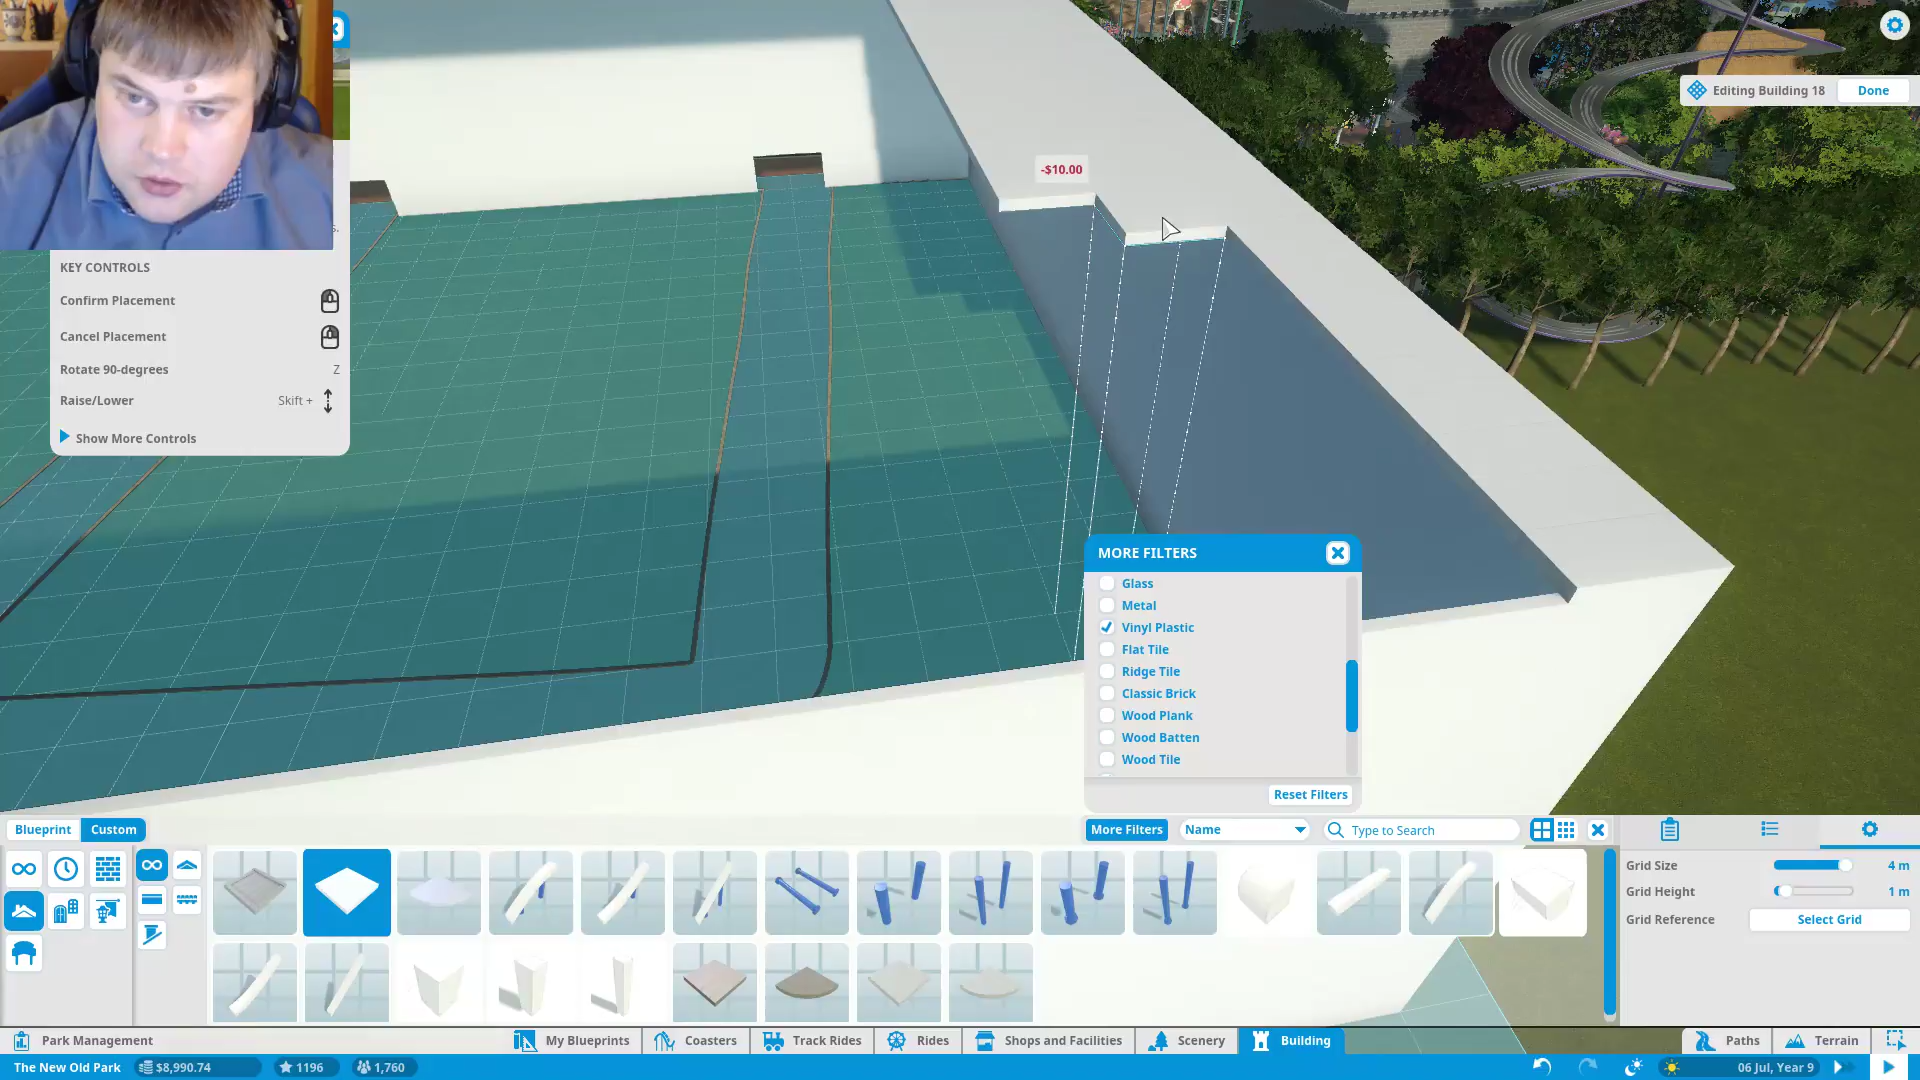 Editing Building 18
Done
-$10.00
KEY CONTROLS
Confirm Placement
Cancel Placement
Rotate 90-degrees Z
Raise/Lower Skift +
Show More Controls
MORE FILTERS
Glass
Metal
Vinyl Plastic
Flat Tile
Ridge Tile
Classic Brick
Wood Plank
Wood Batten
Wood Tile
Reset Filters
Blueprint
Custom
More Filters
Name
Type to Search
Grid Size 4 m
Grid Height 1 m
Grid Reference Select Grid
Park Management
My Blueprints
Coasters
Track Rides
Rides
Shops and Facilities
Scenery
Building
Paths
Terrain
The New Old Park
$8,990.74
1196
1,760
06 Jul, Year 9